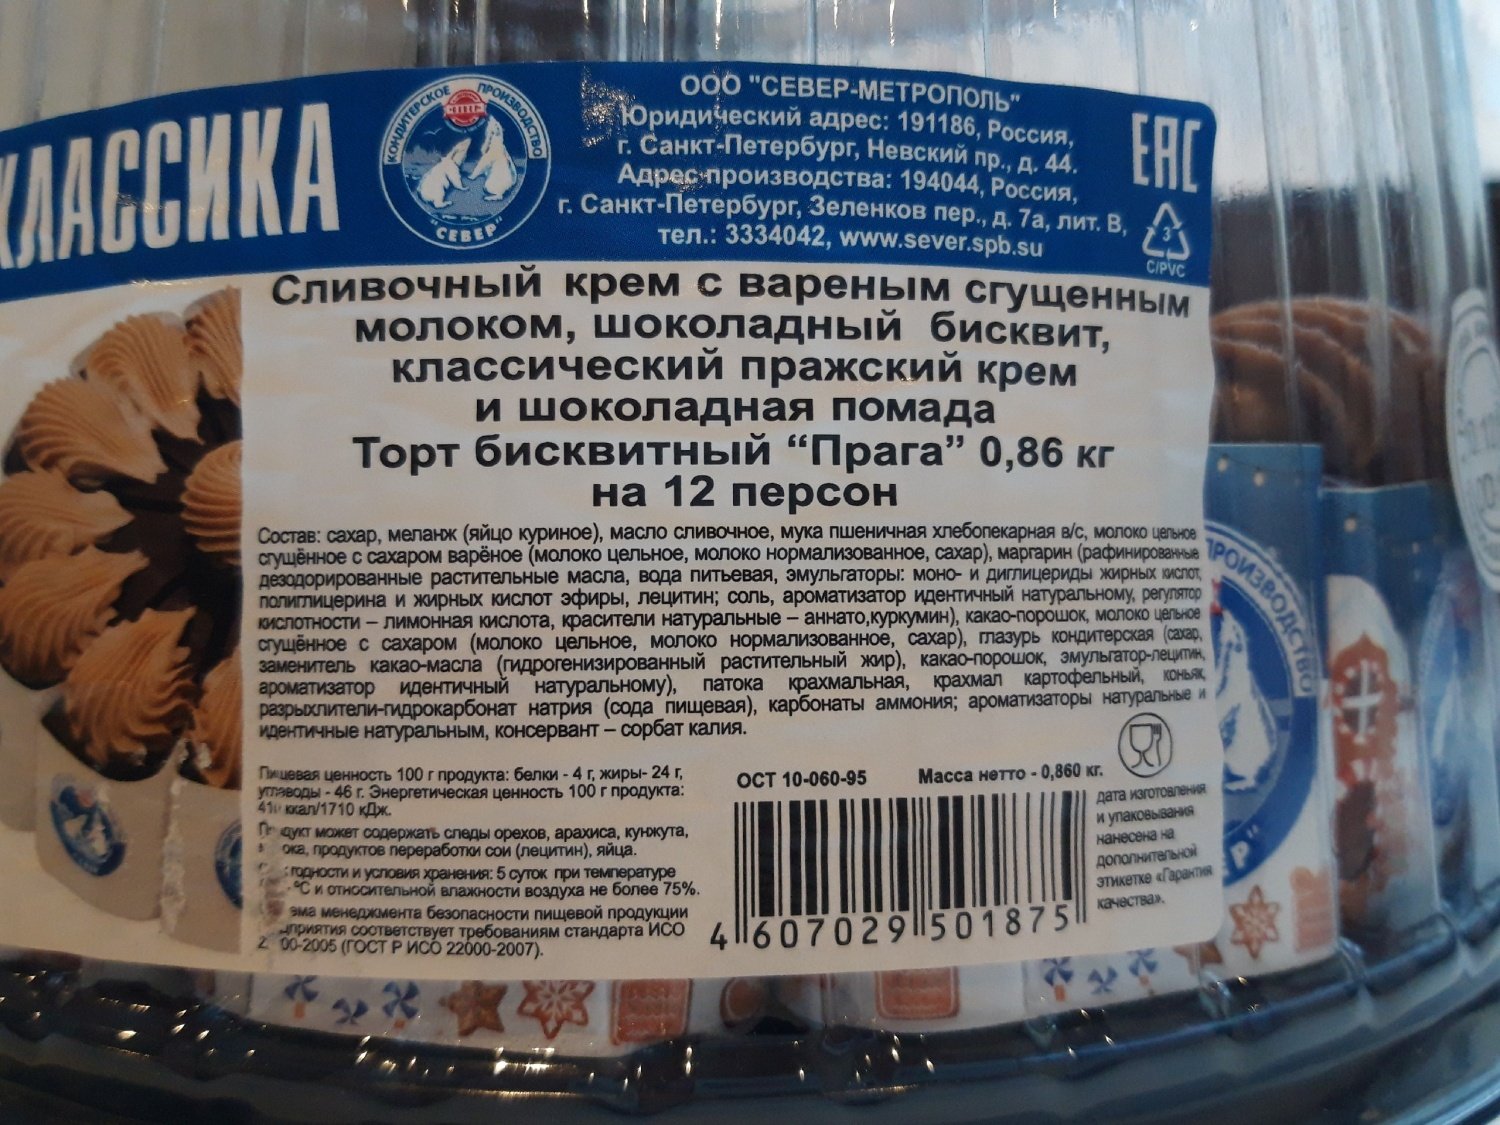 КЛАССИКА
КОНДИТЕРСКОЕ ПРОИЗВОДСТВО
"СЕВЕР"
ООО "СЕВЕР-МЕТРОПОЛЬ"
Юридический адрес: 191186, Россия,
г. Санкт-Петербург, Невский пр., д. 44.
Адрес производства: 194044, Россия,
г. Санкт-Петербург, Зеленков пер., д. 7а, лит. В,
тел.: 3334042, www.sever.spb.su
ЕАС
3
C/PVC
Сливочный крем с вареным сгущенным
молоком, шоколадный бисквит,
классический пражский крем
и шоколадная помада
Торт бисквитный “Прага” 0,86 кг
на 12 персон
Состав: сахар, меланж (яйцо куриное), масло сливочное, мука пшеничная хлебопекарная в/с, молоко цельное
сгущённое с сахаром варёное (молоко цельное, молоко нормализованное, сахар), маргарин (рафинированные
дезодорированные растительные масла, вода питьевая, эмульгаторы: моно- и диглицериды жирных кислот,
полиглицерина и жирных кислот эфиры, лецитин; соль, ароматизатор идентичный натуральному, регулятор
кислотности – лимонная кислота, красители натуральные – аннато,куркумин), какао-порошок, молоко цельное
сгущённое с сахаром (молоко цельное, молоко нормализованное, сахар), глазурь кондитерская (сахар,
заменитель какао-масла (гидрогенизированный растительный жир), какао-порошок, эмульгатор-лецитин,
ароматизатор идентичный натуральному), патока крахмальная, крахмал картофельный, коньяк,
разрыхлители-гидрокарбонат натрия (сода пищевая), карбонаты аммония; ароматизаторы натуральные и
идентичные натуральным, консервант – сорбат калия.
Пищевая ценность 100 г продукта: белки - 4 г, жиры- 24 г,
углеводы - 46 г. Энергетическая ценность 100 г продукта:
ккал/1710 кДж.
Продукт может содержать следы орехов, арахиса, кунжута,
продуктов переработки сои (лецитин), яйца.
годности и условия хранения: 5 суток при температуре
°С и относительной влажности воздуха не более 75%.
менеджмента безопасности пищевой продукции
соответствует требованиям стандарта ИСО
(ГОСТ Р ИСО 22000-2007).
ОСТ 10-060-95
Масса нетто - 0,860 кг.
4 607029 501875
дата изготовления
и упаковывания
нанесена на
дополнительной
этикетке «Гарантия
качества».
ПРОИЗВОДСТВО